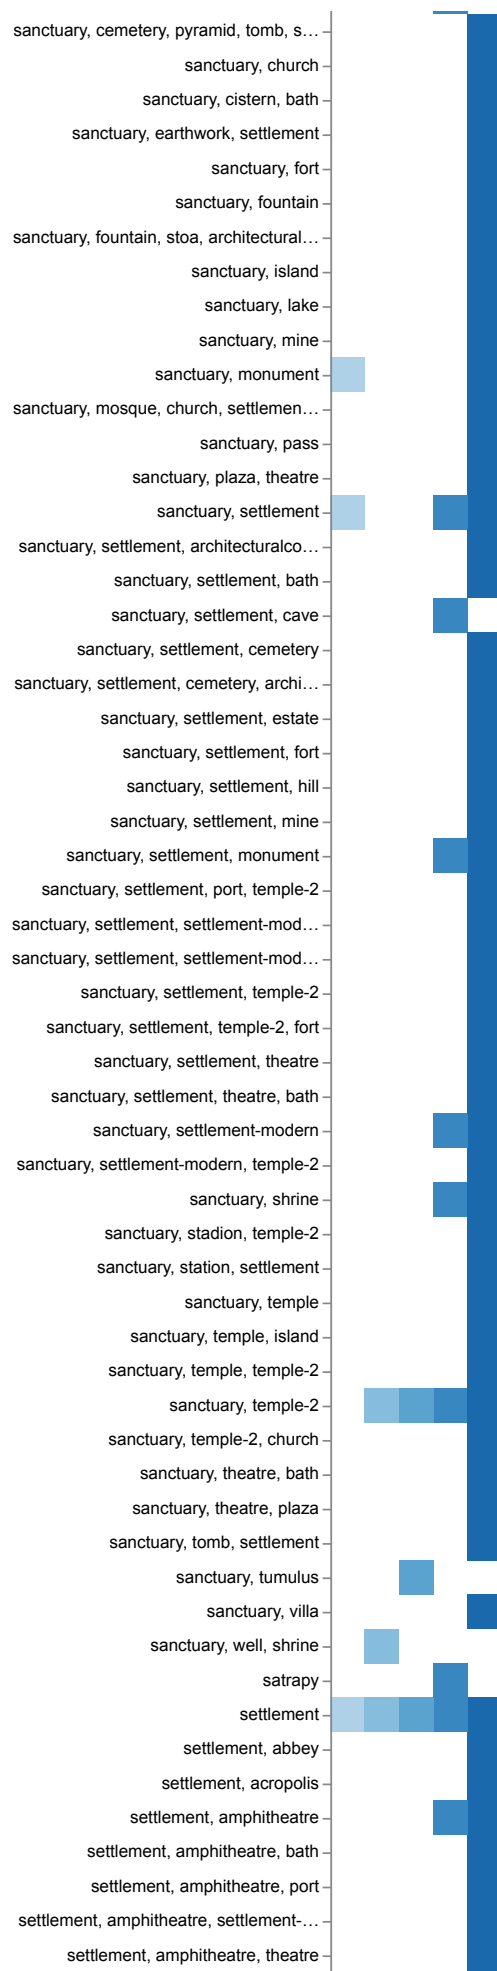 sanctuary, cemetery, pyramid, tomb, s…
sanctuary, church
sanctuary, cistern, bath
sanctuary, earthwork, settlement
sanctuary, fort
sanctuary, fountain
sanctuary, fountain, stoa, architectural…
sanctuary, island
sanctuary, lake
sanctuary, mine
sanctuary, monument
sanctuary, mosque, church, settlemen…
sanctuary, pass
sanctuary, plaza, theatre
sanctuary, settlement
sanctuary, settlement, architecturalco…
sanctuary, settlement, bath
sanctuary, settlement, cave
sanctuary, settlement, cemetery
sanctuary, settlement, cemetery, archi…
sanctuary, settlement, estate
sanctuary, settlement, fort
sanctuary, settlement, hill
sanctuary, settlement, mine
sanctuary, settlement, monument
sanctuary, settlement, port, temple-2
sanctuary, settlement, settlement-mod…
sanctuary, settlement, settlement-mod…
sanctuary, settlement, temple-2
sanctuary, settlement, temple-2, fort
sanctuary, settlement, theatre
sanctuary, settlement, theatre, bath
sanctuary, settlement-modern
sanctuary, settlement-modern, temple-2
sanctuary, shrine
sanctuary, stadion, temple-2
sanctuary, station, settlement
sanctuary, temple
sanctuary, temple, island
sanctuary, temple, temple-2
sanctuary, temple-2
sanctuary, temple-2, church
sanctuary, theatre, bath
sanctuary, theatre, plaza
sanctuary, tomb, settlement
sanctuary, tumulus
sanctuary, villa
sanctuary, well, shrine
satrapy
settlement
settlement, abbey
settlement, acropolis
settlement, amphitheatre
settlement, amphitheatre, bath
settlement, amphitheatre, port
settlement, amphitheatre, settlement-…
settlement, amphitheatre, theatre